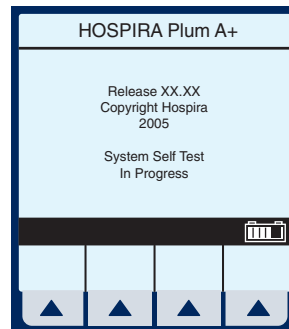 HOSPIRA Plum A+
Release XX.XX
Copyright Hospira
2005
System Self Test
In Progress